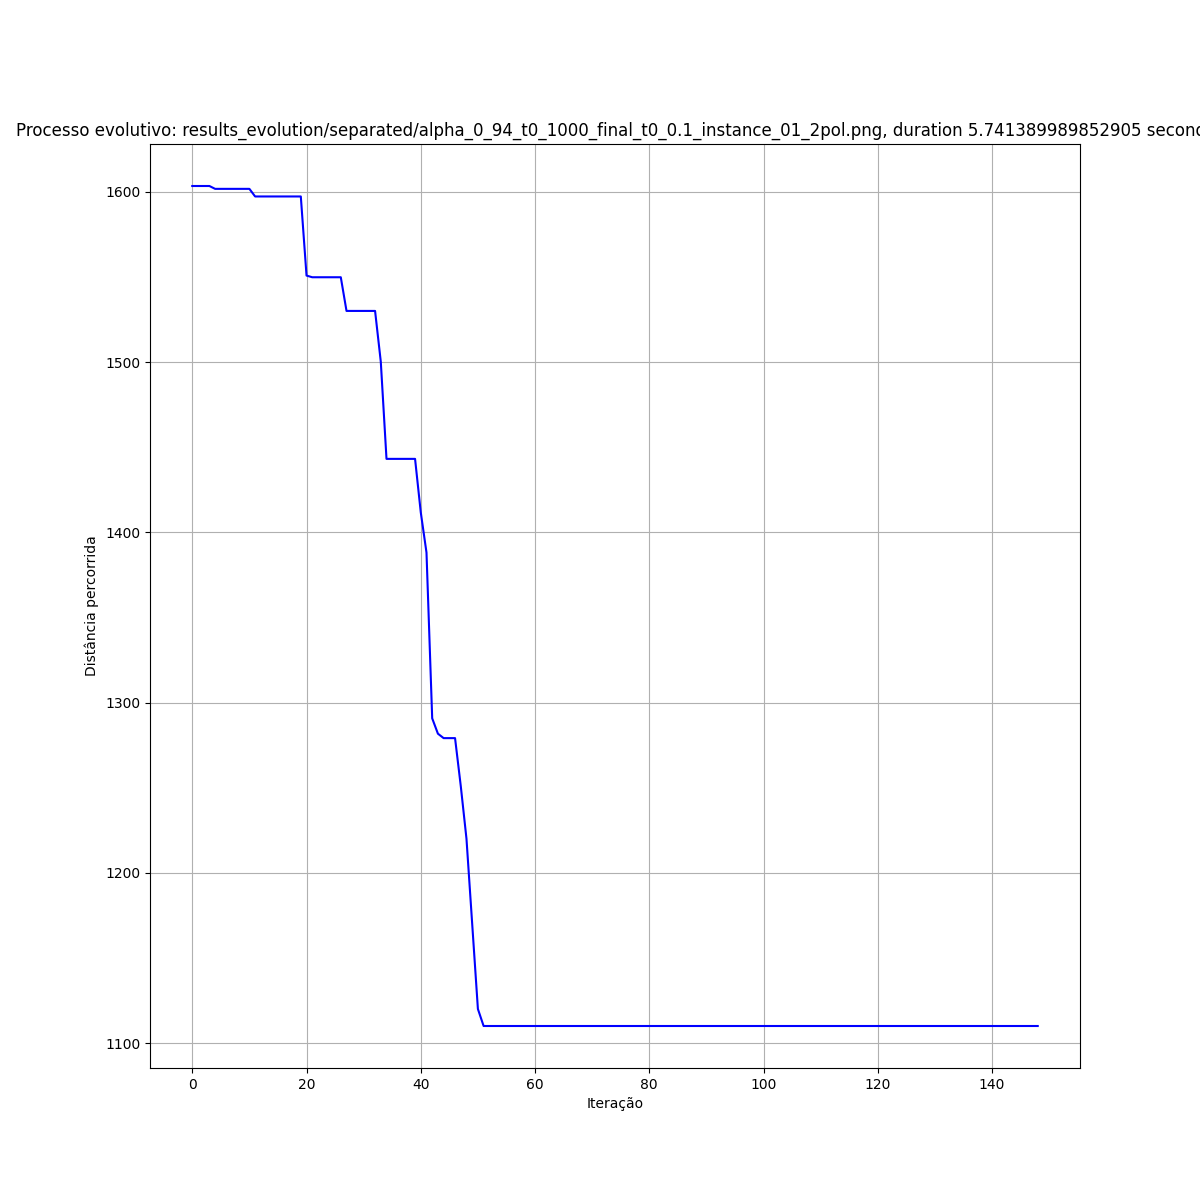 Processo evolutivo: results_evolution/separated/alpha_0_94_t0_1000_final_t0_0.1_instance_01_2pol.png, duration 5.741389989852905
1600
1500
1400
1300
1200
1100
Distância percorrida
0 20 40 60 80 100 120 140
Iteração